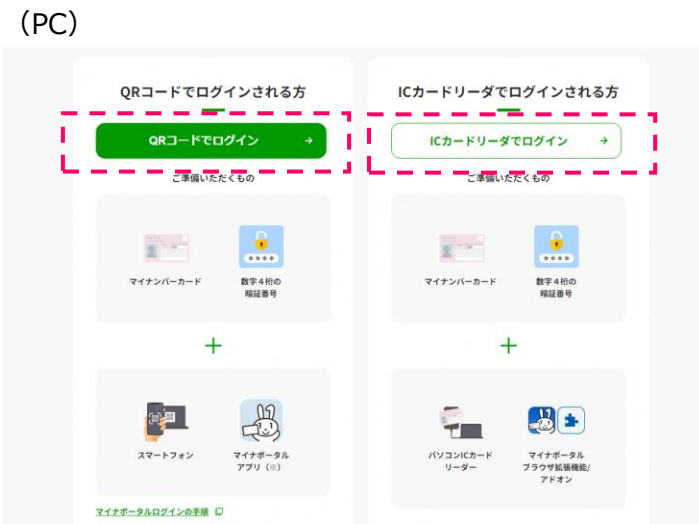 （PC）
QRコードでログインされる方
QRコードでログイン →
ご準備いただくもの
マイナンバーカード
****
数字4桁の
暗証番号
+
スマートフォン
マイナポータル
アプリ（※）
マイナポータルログインの手順
ICカードリーダでログインされる方
ICカードリーダでログイン →
ご準備いただくもの
マイナンバーカード
****
数字4桁の
暗証番号
+
パソコンICカード
リーダー
マイナポータル
ブラウザ拡張機能/
アドオン